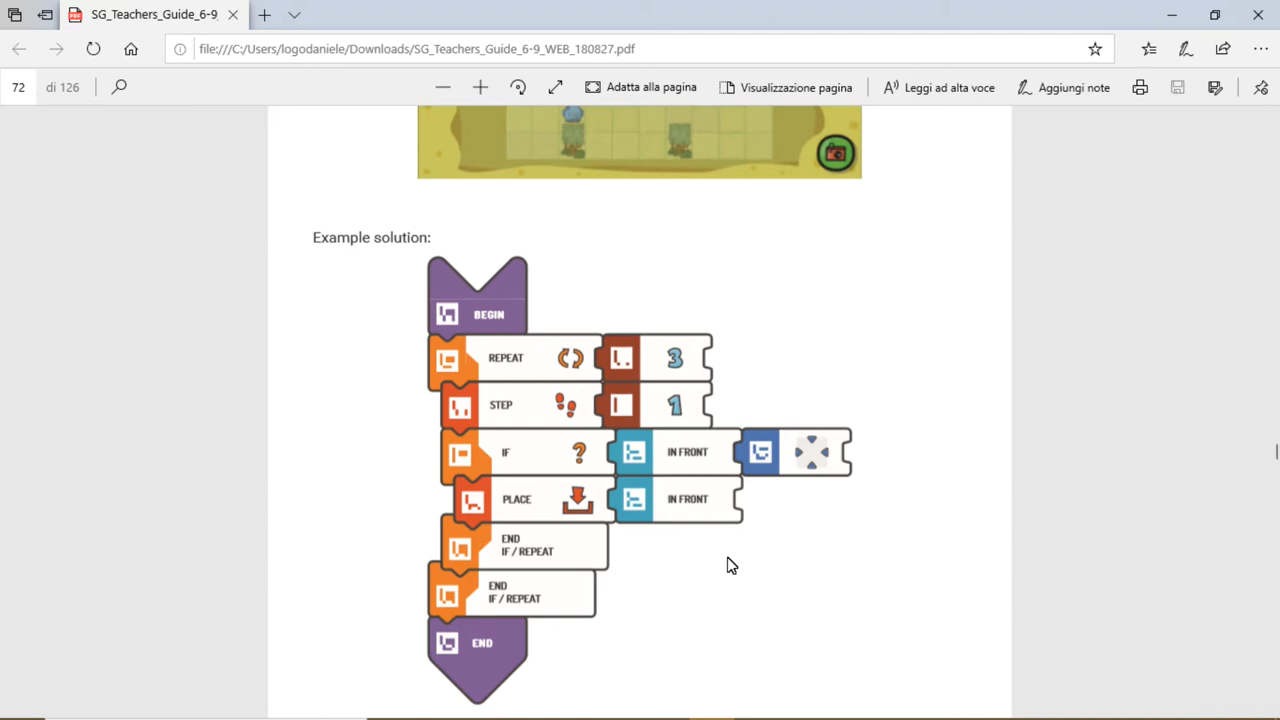 SG_Teachers_Guide_6-9_
file:///C:/Users/logodaniele/Downloads/SG_Teachers_Guide_6-9_WEB_180827.pdf
72 di 126 Adatta alla pagina Visualizzazione pagina Leggi ad alta voce Aggiungi note
Example solution:
BEGIN
REPEAT 3
STEP 1
IF ? IN FRONT
PLACE IN FRONT
END
IF / REPEAT
END
IF / REPEAT
END